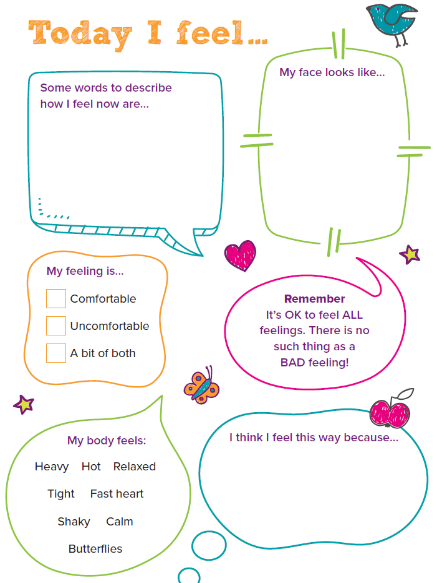 Today I feel...
Some words to describe
how I feel now are...
My face looks like...
My feeling is...
Comfortable
Uncomfortable
A bit of both
Remember
It's OK to feel ALL
feelings. There is no
such thing as a
BAD feeling!
My body feels:
Heavy Hot Relaxed
Tight Fast heart
Shaky Calm
Butterflies
I think I feel this way because...